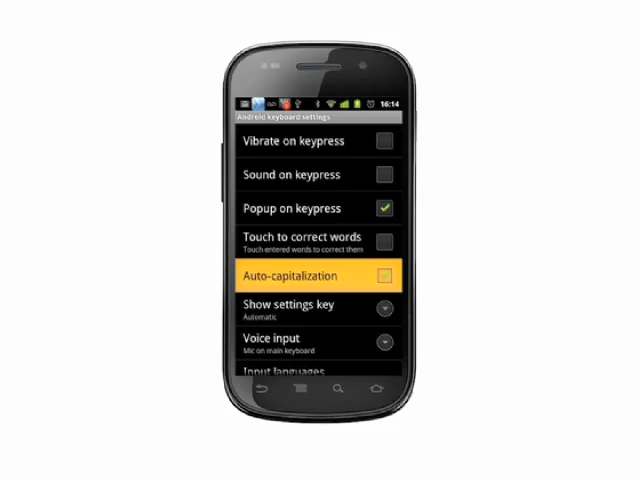 16:14
Android keyboard settings
Vibrate on keypress
Sound on keypress
Popup on keypress
Touch to correct words
Touch entered words to correct them
Auto-capitalization
Show settings key
Automatic
Voice input
Mic on main keyboard
Input languages